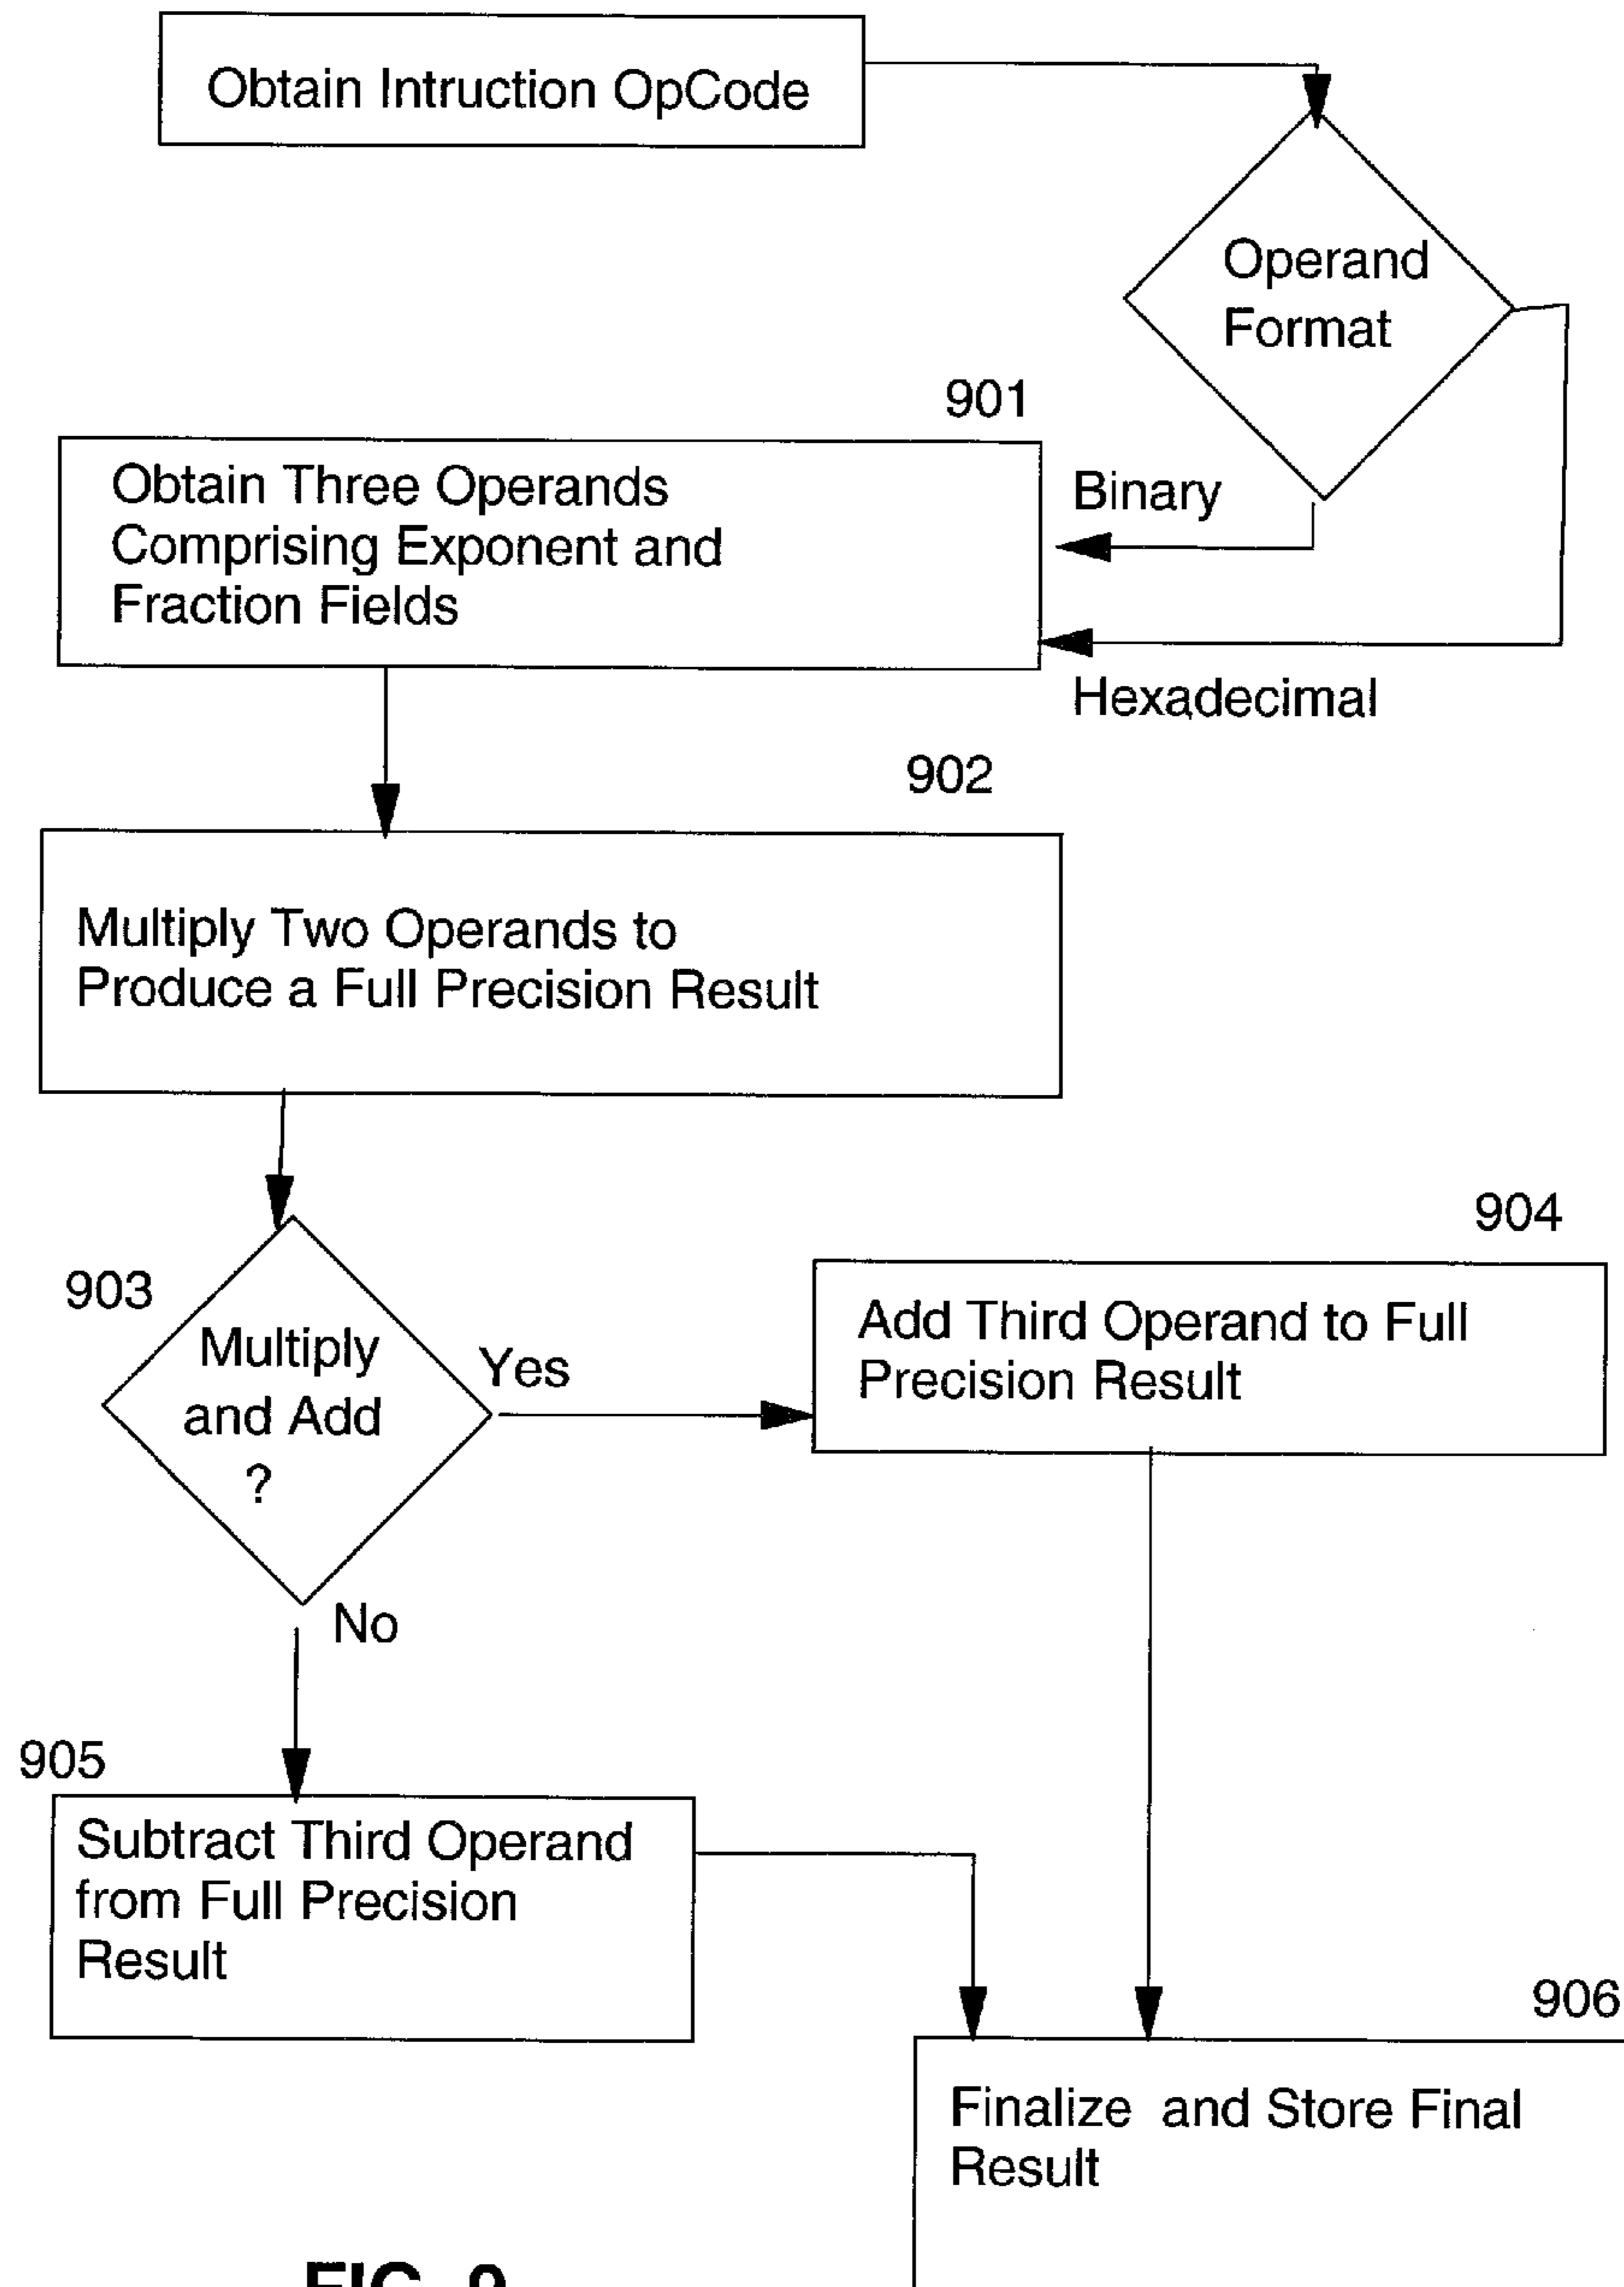 Obtain Intruction OpCode
Operand
Format
901
Obtain Three Operands
Comprising Exponent and
Fraction Fields
Binary
Hexadecimal
902
Multiply Two Operands to
Produce a Full Precision Result
903
Multiply
and Add
?
Yes
No
904
Add Third Operand to Full
Precision Result
905
Subtract Third Operand
from Full Precision
Result
906
Finalize and Store Final
Result
FIG. 9